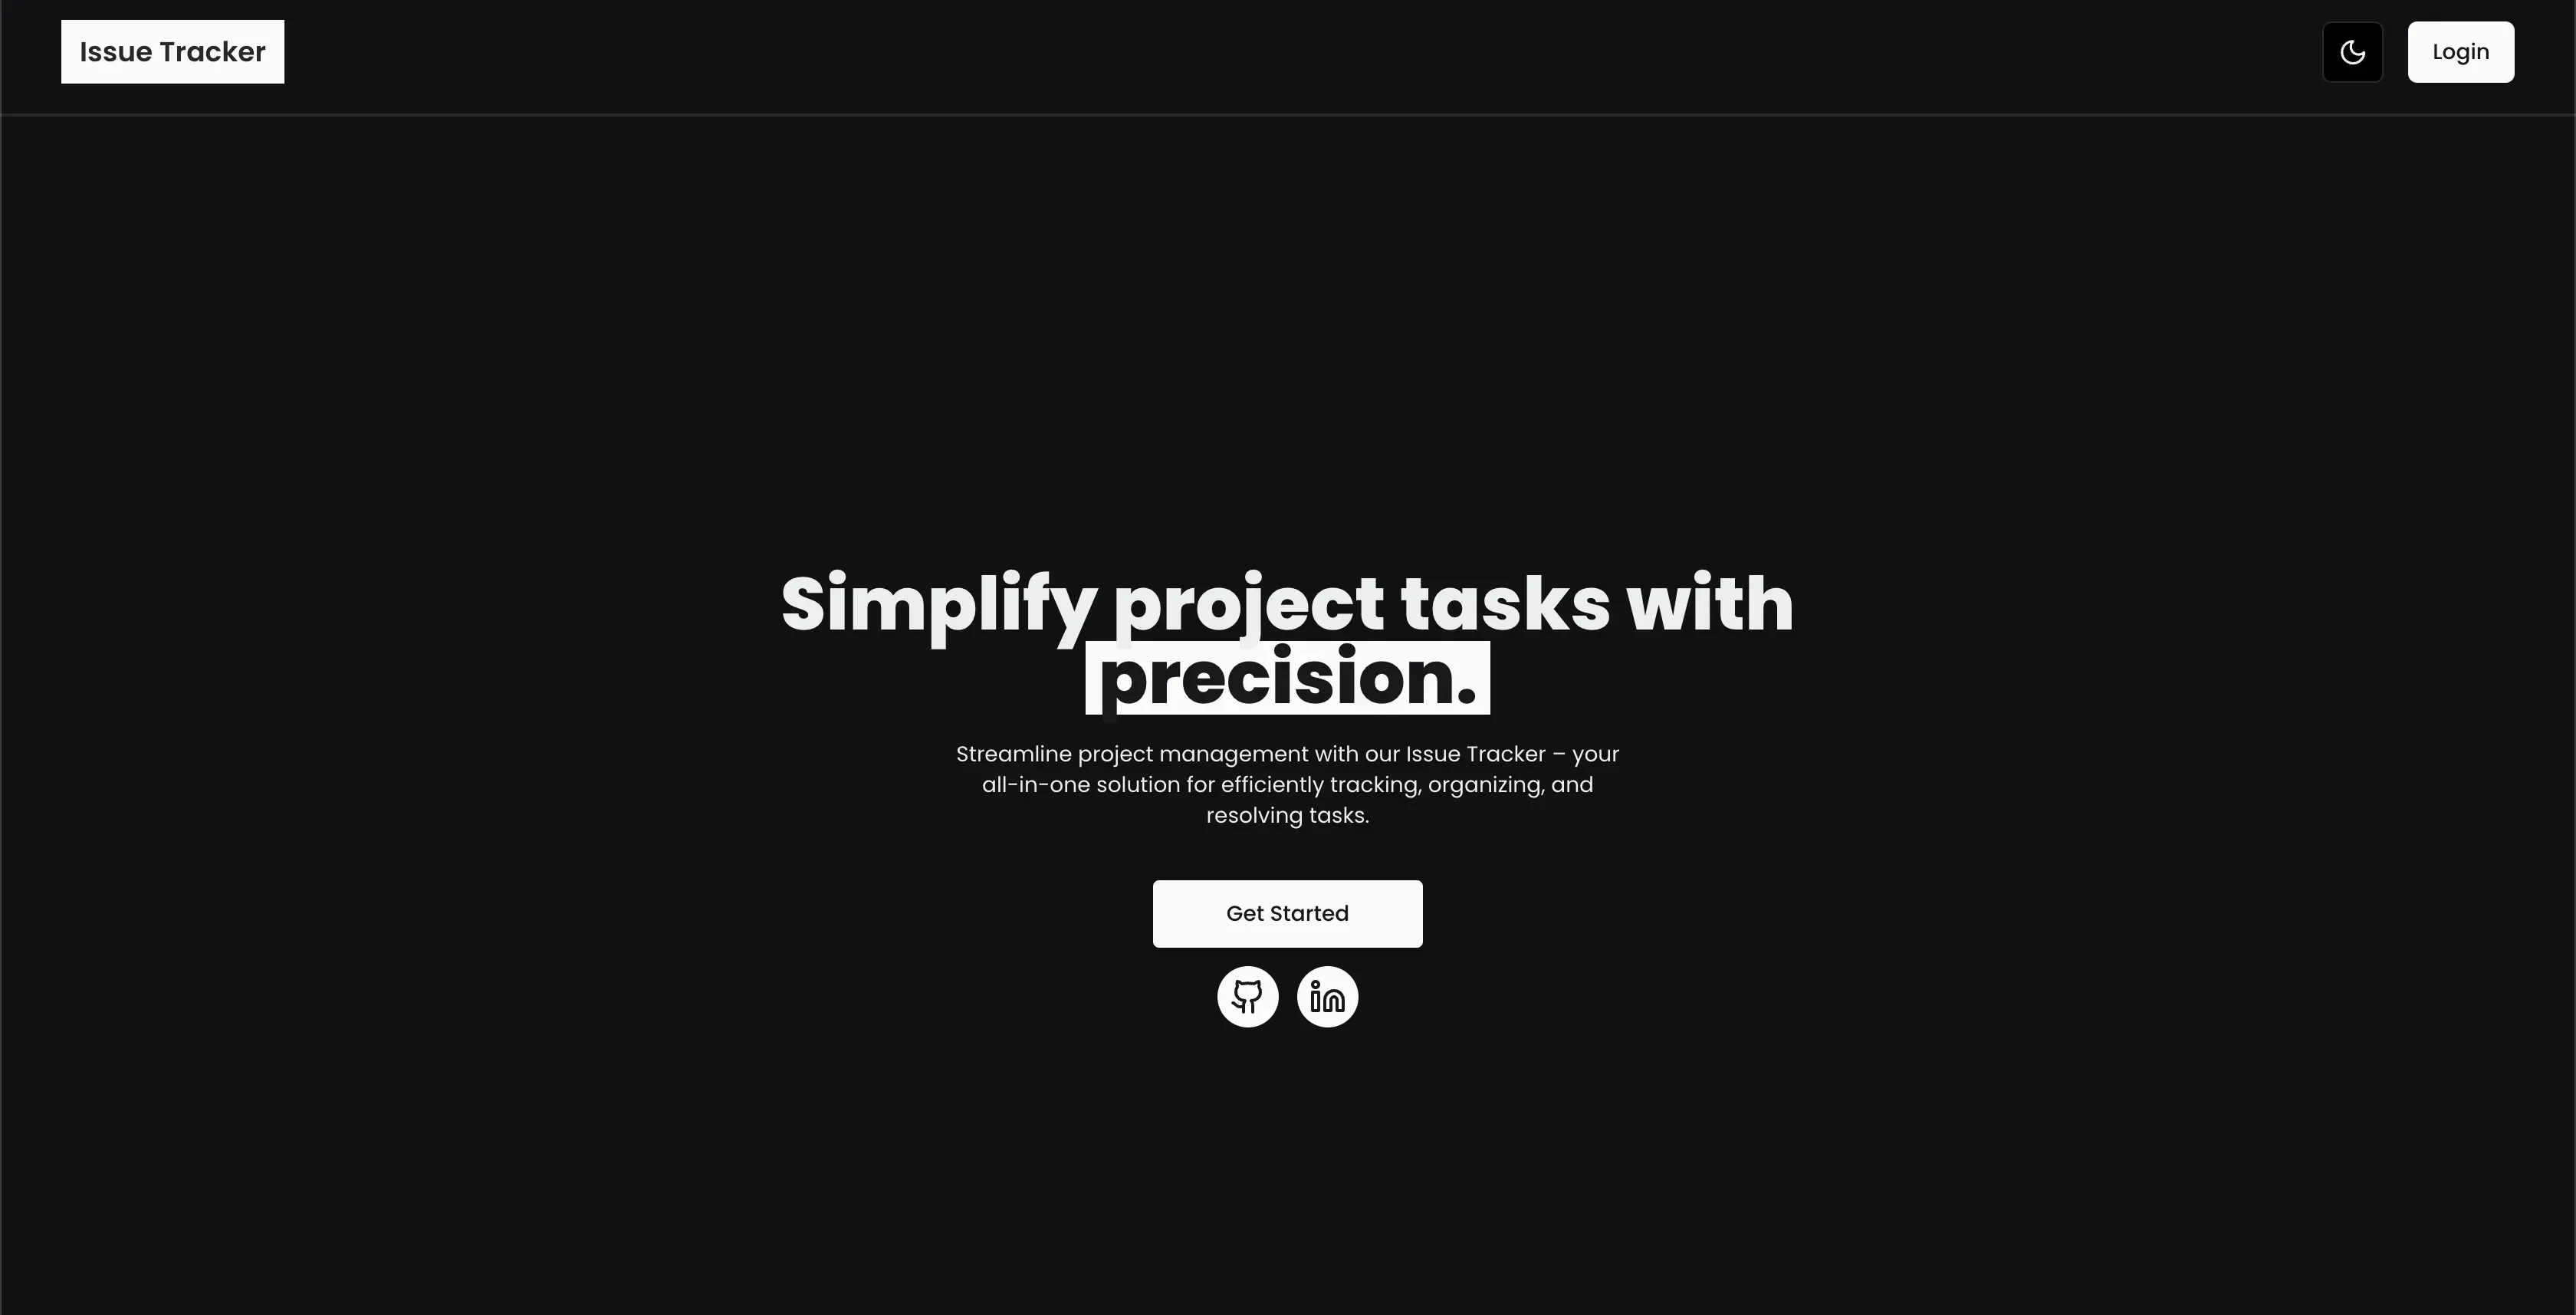 Issue Tracker
Login
Simplify project tasks with
precision.
Streamline project management with our Issue Tracker – your
all-in-one solution for efficiently tracking, organizing, and
resolving tasks.
Get Started